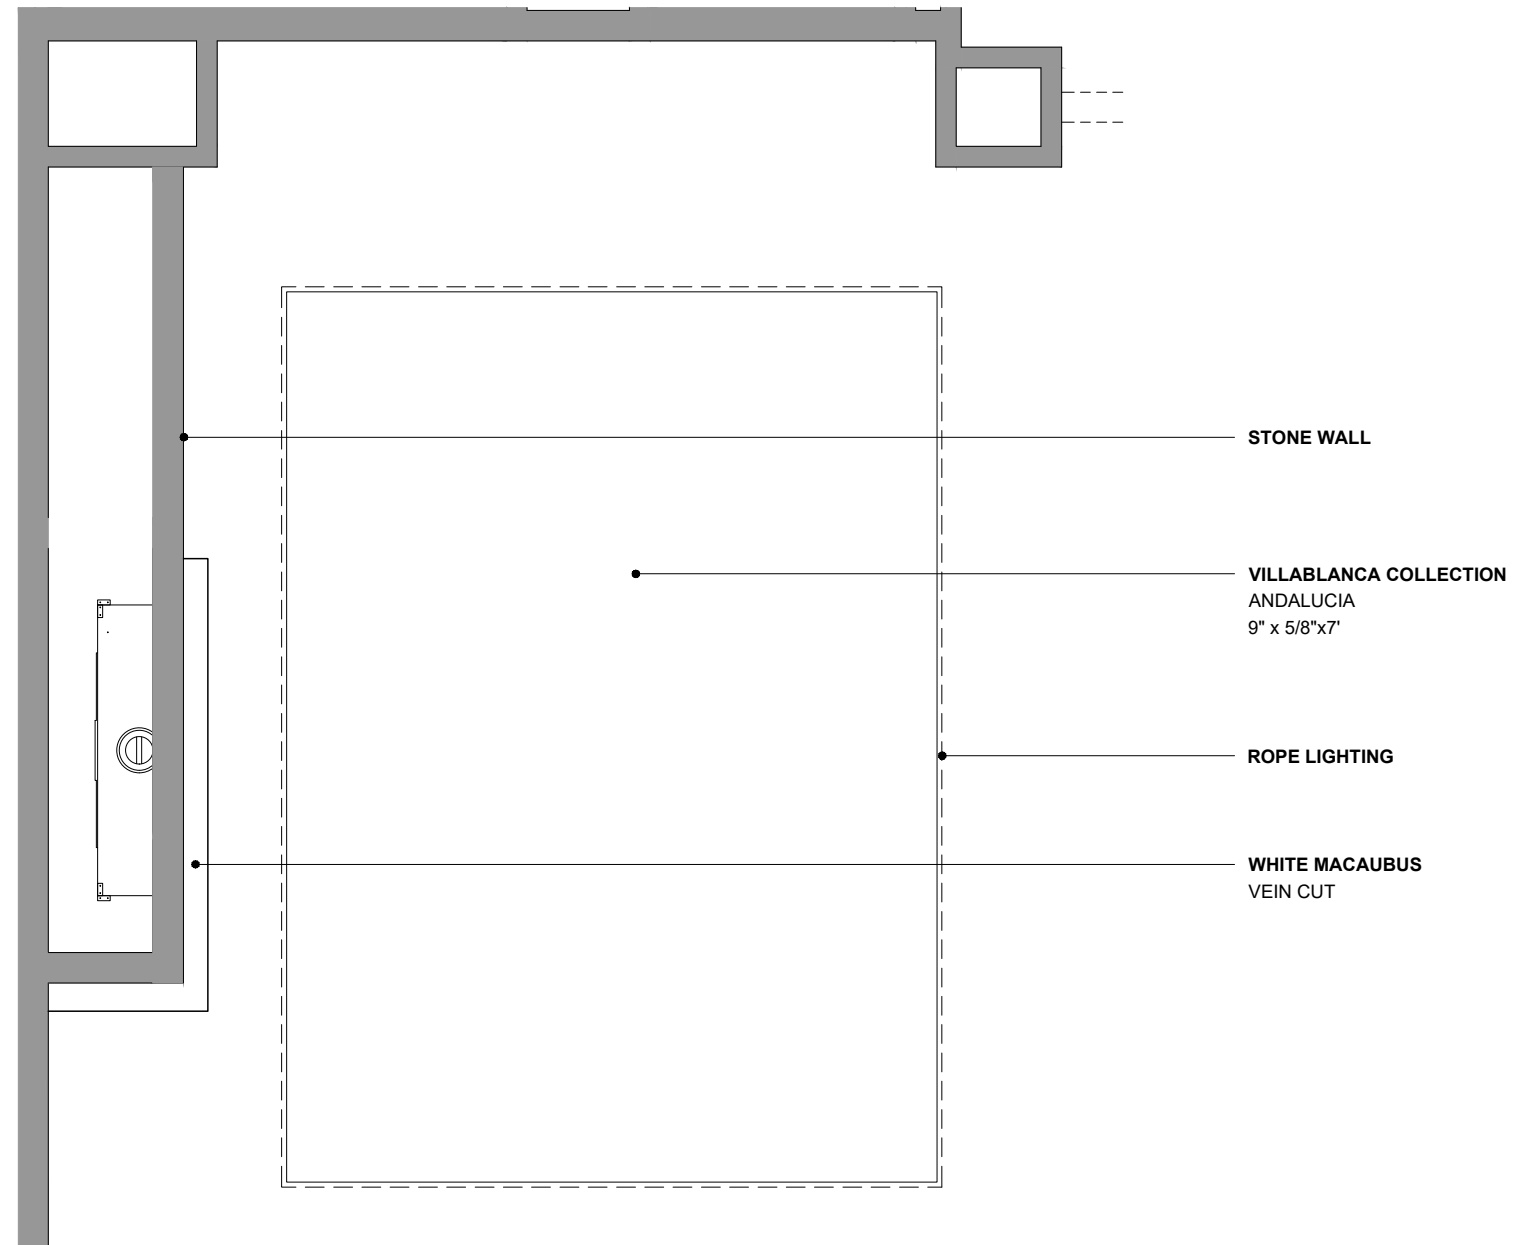 STONE WALL
VILLABLANCA COLLECTION
ANDALUCIA
9" x 5/8"x7'
ROPE LIGHTING
WHITE MACAUBUS
VEIN CUT